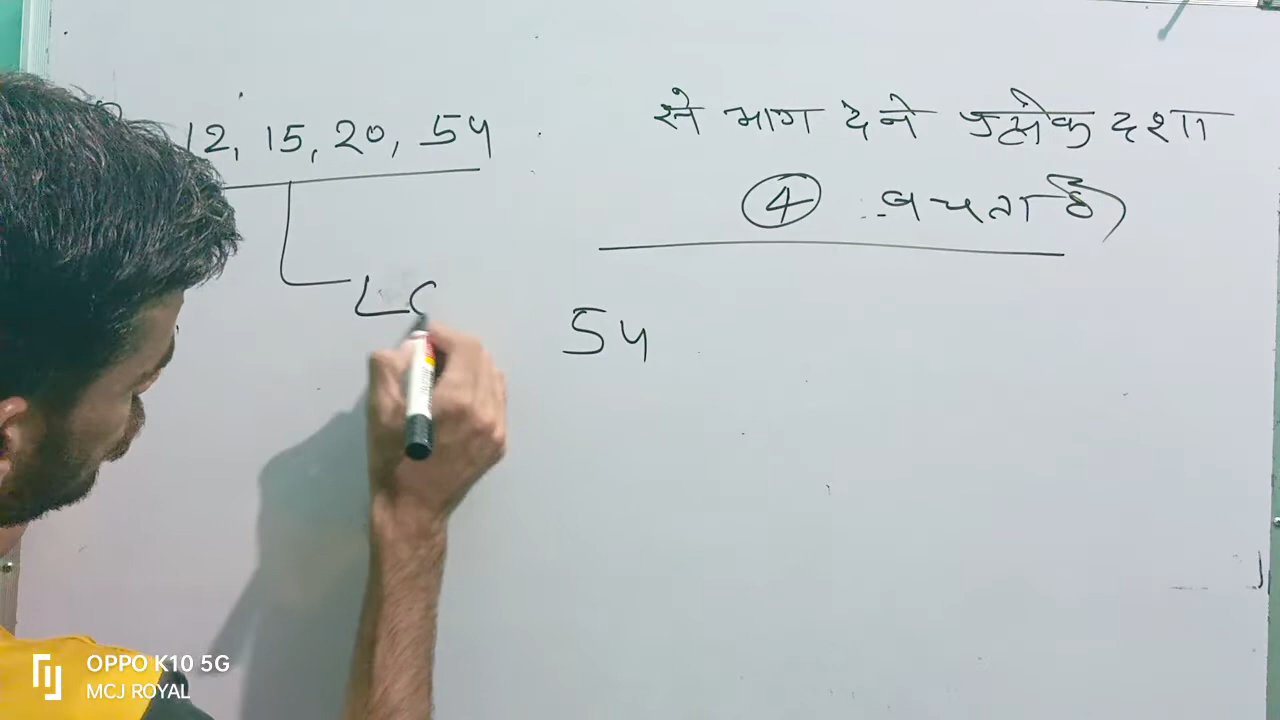 12, 15, 20, 54
से भाग देने प्रत्येक दशा
4 बचता है
LC
54
OPPO K10 5G
MCJ ROYAL